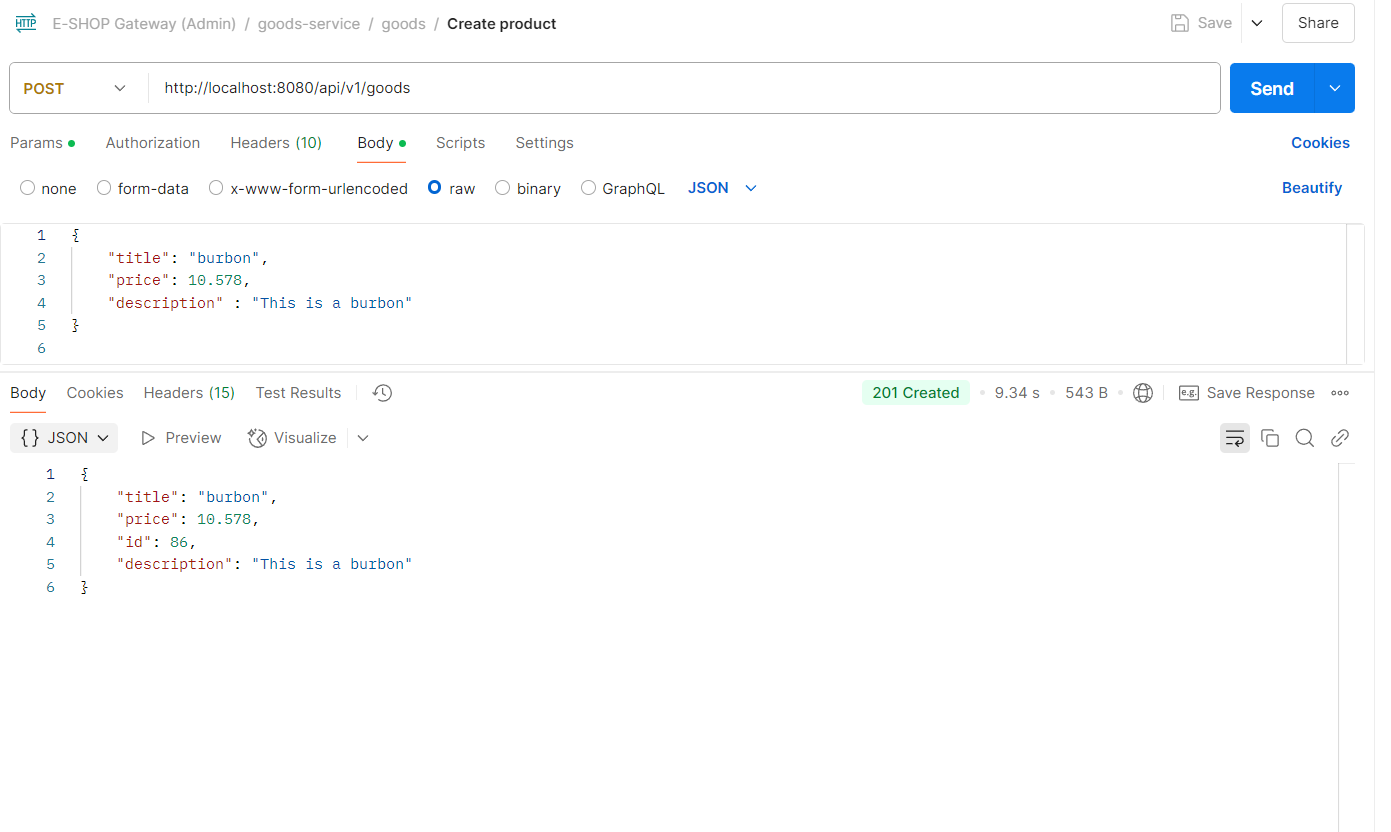 HTTP E-SHOP Gateway (Admin) / goods-service / goods / Create product Save Share
POST http://localhost:8080/api/v1/goods Send
Params Authorization Headers (10) Body Scripts Settings Cookies
none form-data x-www-form-urlencoded raw binary GraphQL JSON Beautify
1 {
2 "title": "burbon",
3 "price": 10.578,
4 "description" : "This is a burbon"
5 }
6
Body Cookies Headers (15) Test Results 201 Created • 9.34 s • 543 B • e.g. Save Response
{} JSON Preview Visualize
1 {
2 "title": "burbon",
3 "price": 10.578,
4 "id": 86,
5 "description": "This is a burbon"
6 }